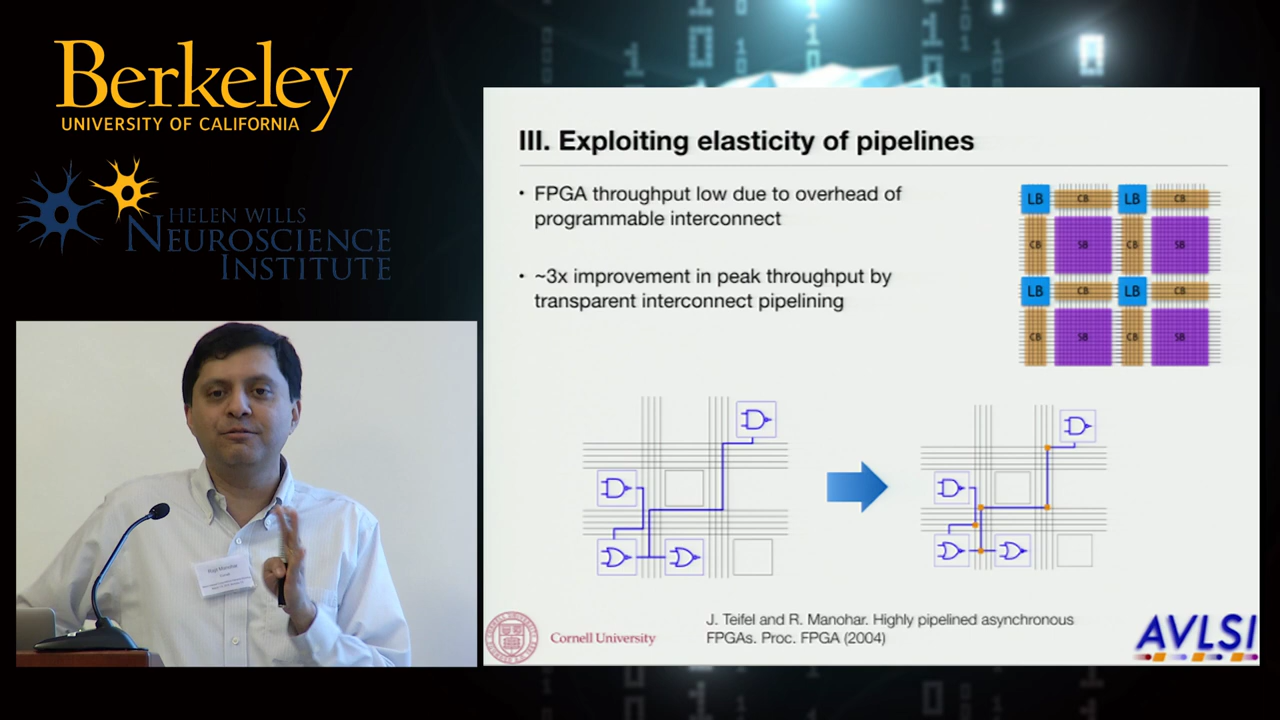 Berkeley
UNIVERSITY OF CALIFORNIA
HELEN WILLS
NEUROSCIENCE
INSTITUTE
III. Exploiting elasticity of pipelines
• FPGA throughput low due to overhead of
programmable interconnect
• ~3x improvement in peak throughput by
transparent interconnect pipelining
LB CB LB CB
CB SB CB SB
LB CB LB CB
CB SB CB SB
J. Teifel and R. Manohar. Highly pipelined asynchronous
FPGAs. Proc. FPGA (2004)
Cornell University
AVLSI
Rajit Manohar